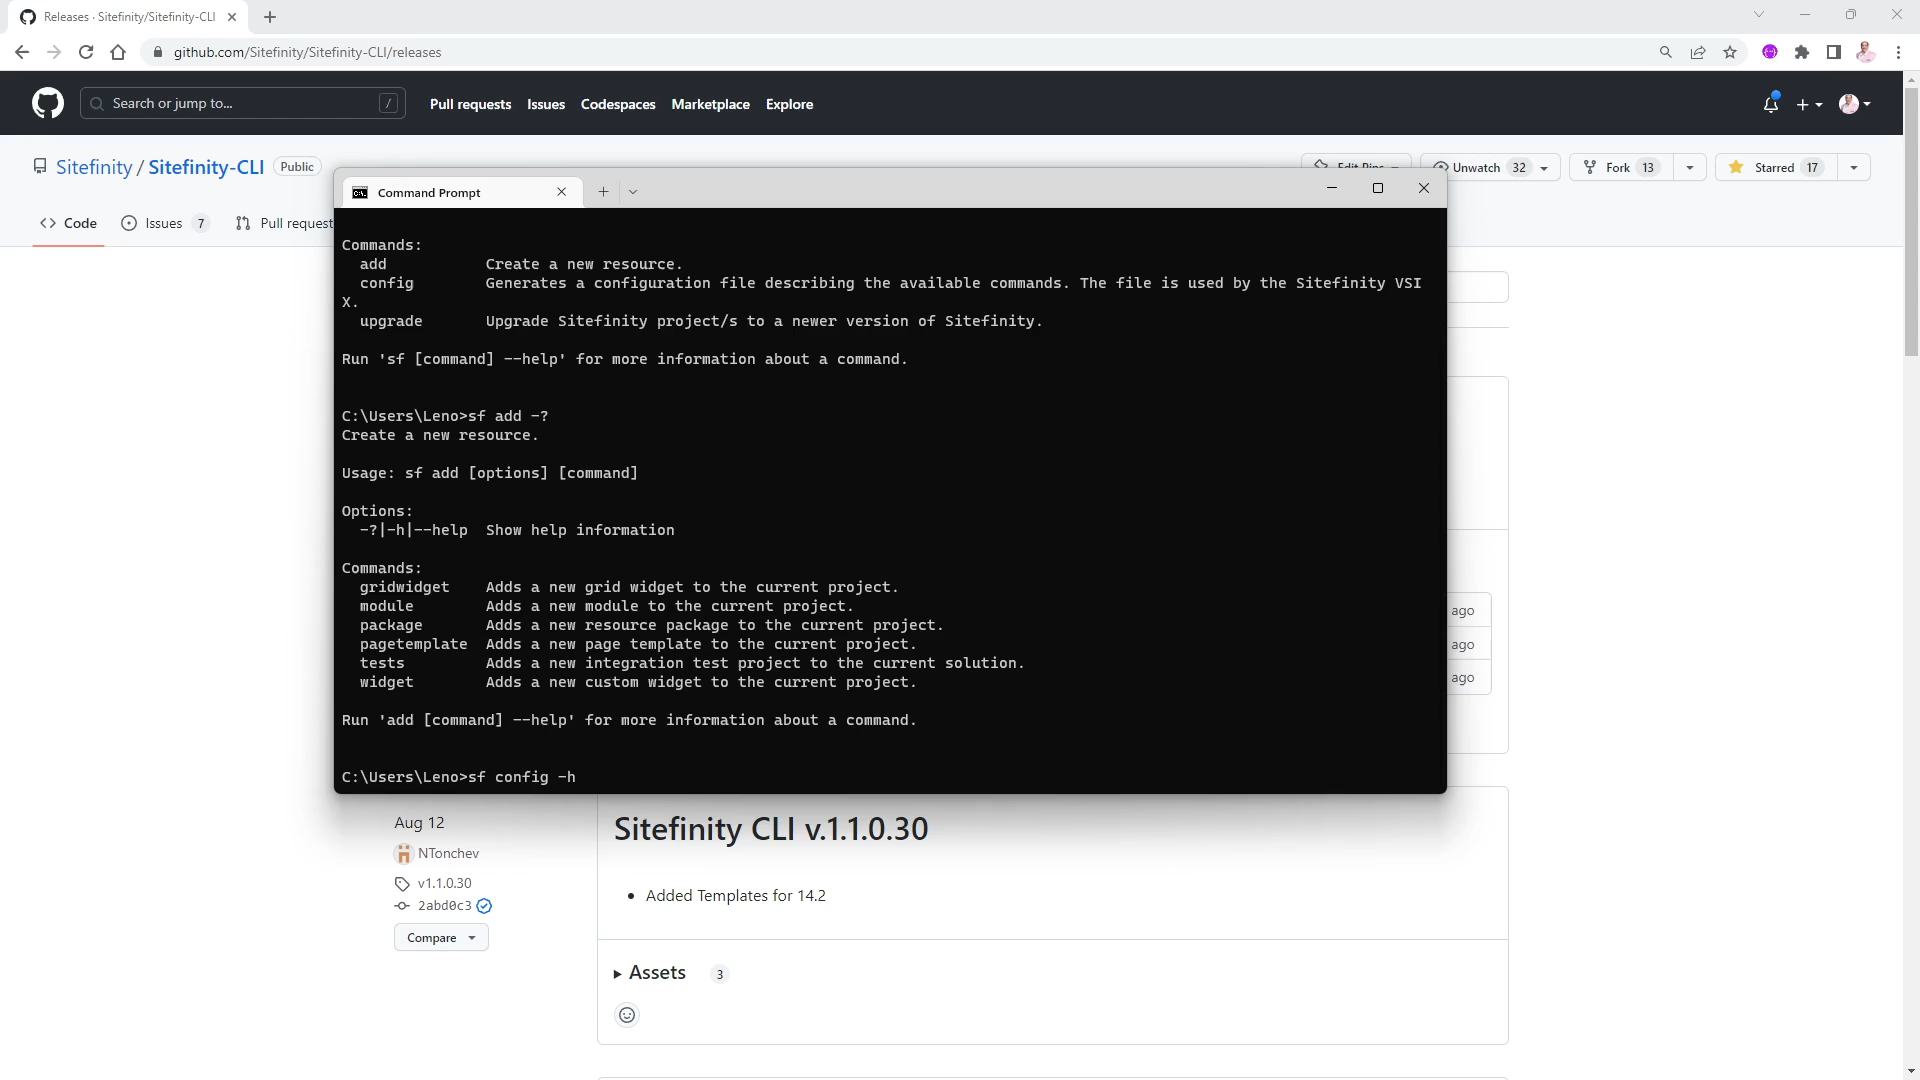 Releases · Sitefinity/Sitefinity-CLI
github.com/Sitefinity/Sitefinity-CLI/releases
Search or jump to...
/
Pull requests
Issues
Codespaces
Marketplace
Explore
Sitefinity / Sitefinity-CLI
Public
Edit Pins
Unwatch 32
Fork 13
Starred 17
Code
Issues 7
Pull request
Command Prompt
Commands:
add Create a new resource.
config Generates a configuration file describing the available commands. The file is used by the Sitefinity VSI
X.
upgrade Upgrade Sitefinity project/s to a newer version of Sitefinity.
Run 'sf [command] --help' for more information about a command.
C:\Users\Leno>sf add -?
Create a new resource.
Usage: sf add [options] [command]
Options:
-?|-h|--help Show help information
Commands:
gridwidget Adds a new grid widget to the current project.
module Adds a new module to the current project.
package Adds a new resource package to the current project.
pagetemplate Adds a new page template to the current project.
tests Adds a new integration test project to the current solution.
widget Adds a new custom widget to the current project.
Run 'add [command] --help' for more information about a command.
C:\Users\Leno>sf config -h
ago
ago
ago
Aug 12
NTonchev
v1.1.0.30
2abd0c3
Compare
Sitefinity CLI v.1.1.0.30
• Added Templates for 14.2
Assets 3